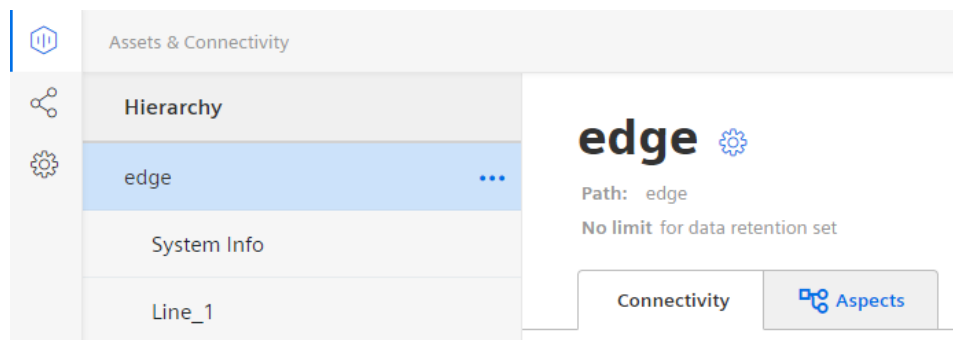 Assets & Connectivity
Hierarchy
edge
System Info
Line_1
edge
Path: edge
No limit for data retention set
Connectivity
Aspects